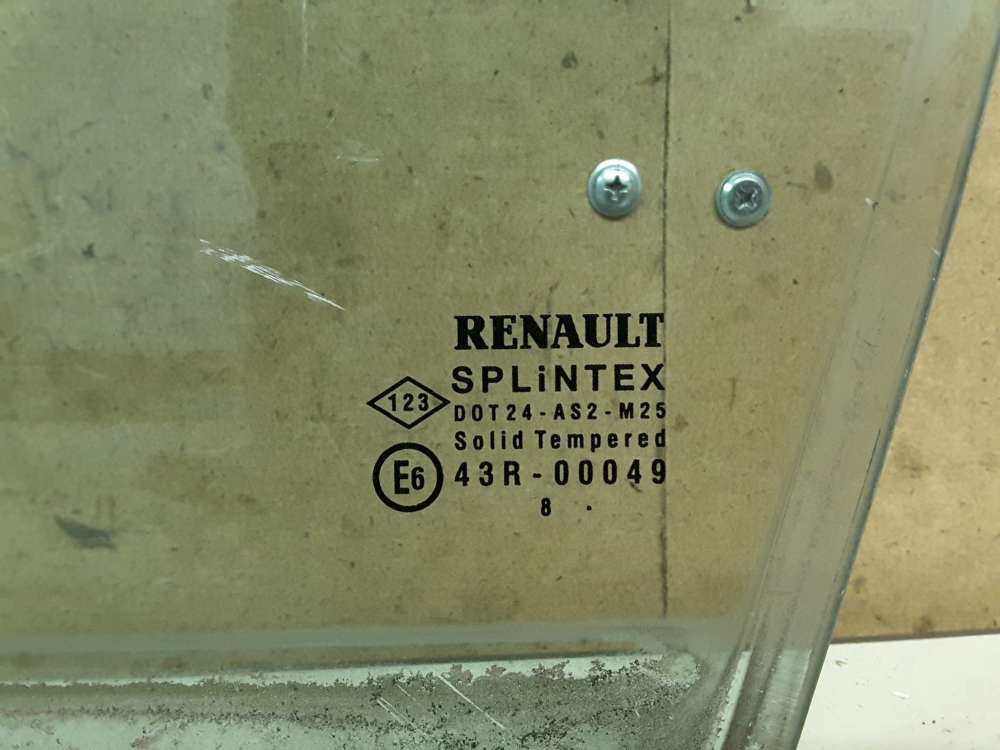 RENAULT
SPLiNTEX
123
DOT24-AS2-M25
Solid Tempered
E6
43R-00049
8 .